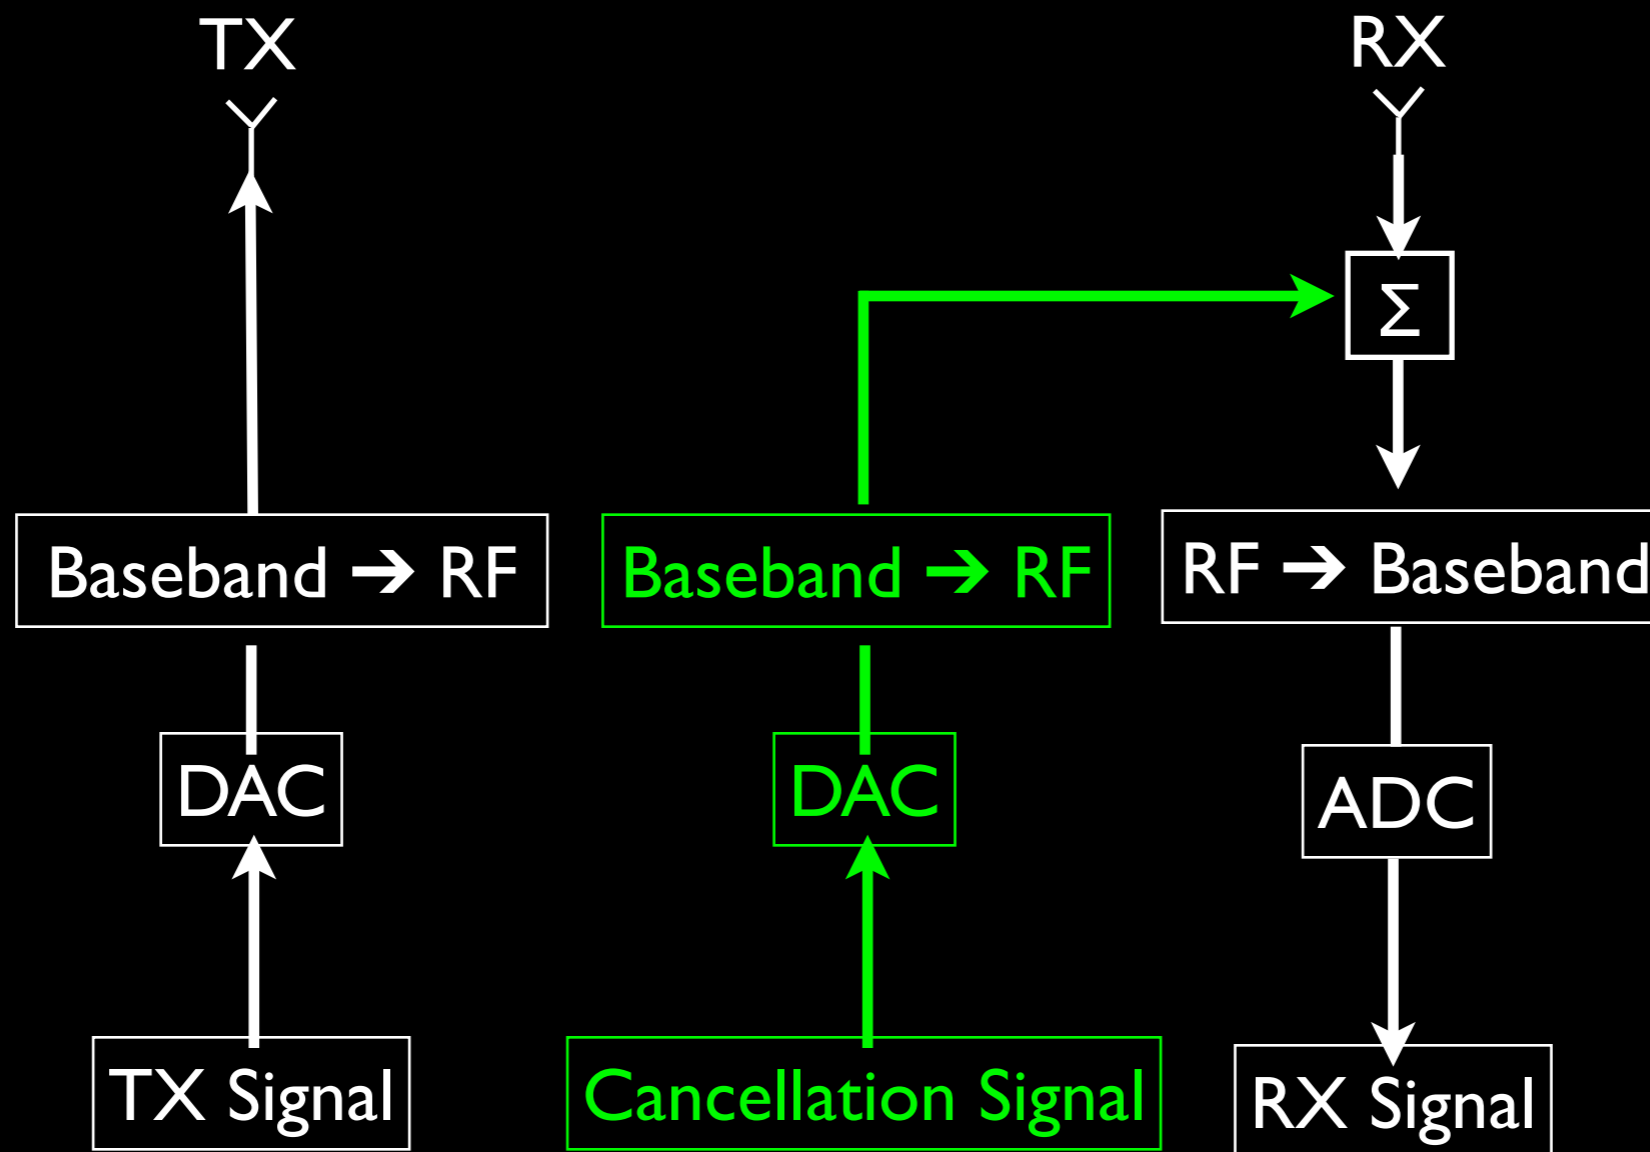 TX
RX
Σ
Baseband ➔ RF
Baseband ➔ RF
RF ➔ Baseband
DAC
DAC
ADC
TX Signal
Cancellation Signal
RX Signal